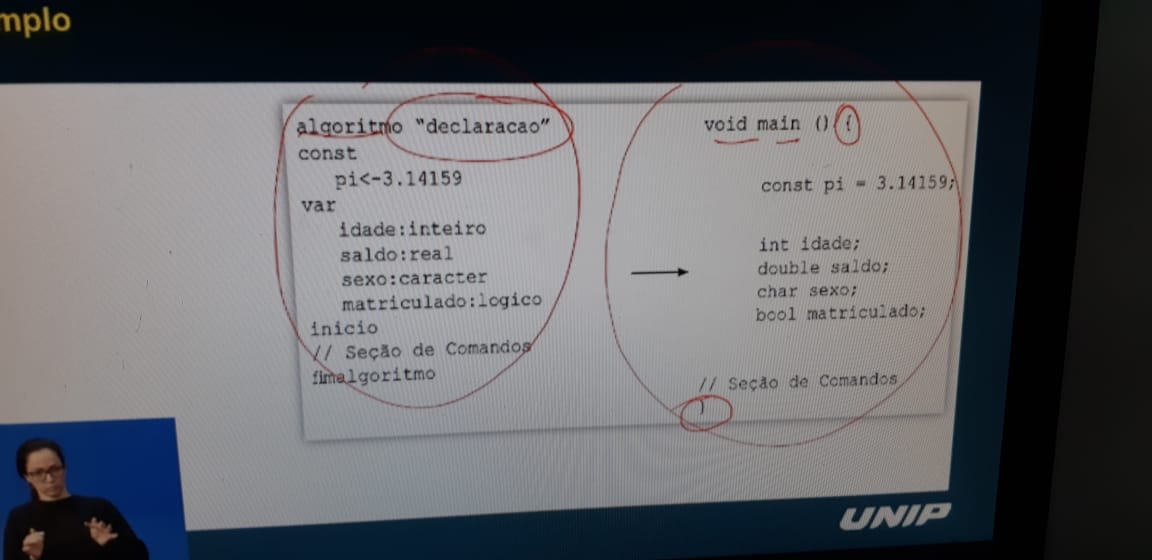 mplo
algoritmo "declaracao"
const
pi<-3.14159
var
idade:inteiro
saldo:real
sexo:caracter
matriculado:logico
inicio
// Seção de Comandos
fimalgoritmo
void main () {
const pi = 3.14159;
int idade;
double saldo;
char sexo;
bool matriculado;
// Seção de Comandos
}
UNIP